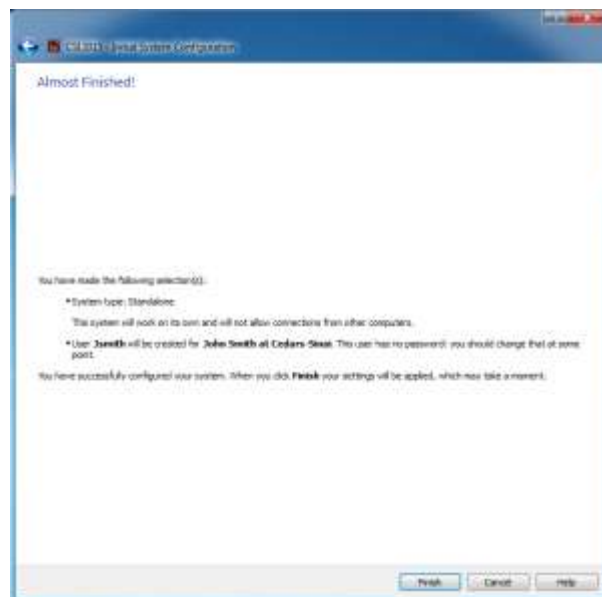 System Configuration
Almost Finished!
You have made the following selection(s):
*System type: Standalone
This system will work on its own and will not allow connections from other computers.
*User Jsmith will be created for John Smith at Cedars-Sinai. This user has no password: you should change that at some
point.
You have successfully configured your system. When you click Finish your settings will be applied, which may take a moment.
Finish
Cancel
Help